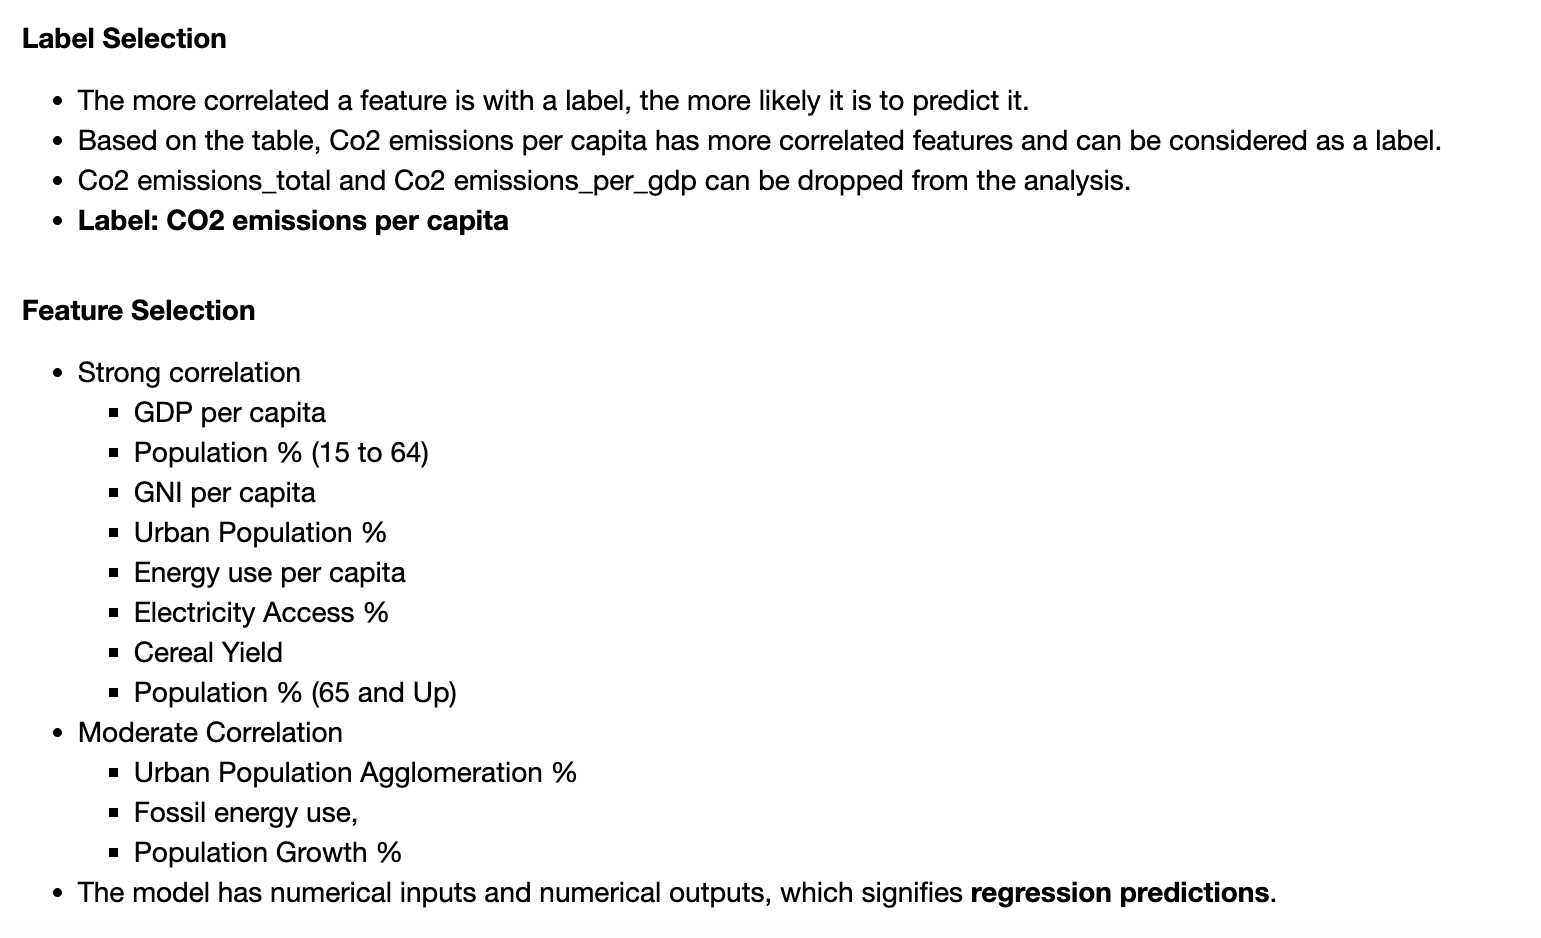 Label Selection
• The more correlated a feature is with a label, the more likely it is to predict it.
• Based on the table, Co2 emissions per capita has more correlated features and can be considered as a label.
• Co2 emissions_total and Co2 emissions_per_gdp can be dropped from the analysis.
• Label: CO2 emissions per capita
Feature Selection
• Strong correlation
▪ GDP per capita
▪ Population % (15 to 64)
▪ GNI per capita
▪ Urban Population %
▪ Energy use per capita
▪ Electricity Access %
▪ Cereal Yield
▪ Population % (65 and Up)
• Moderate Correlation
▪ Urban Population Agglomeration %
▪ Fossil energy use,
▪ Population Growth %
• The model has numerical inputs and numerical outputs, which signifies regression predictions.